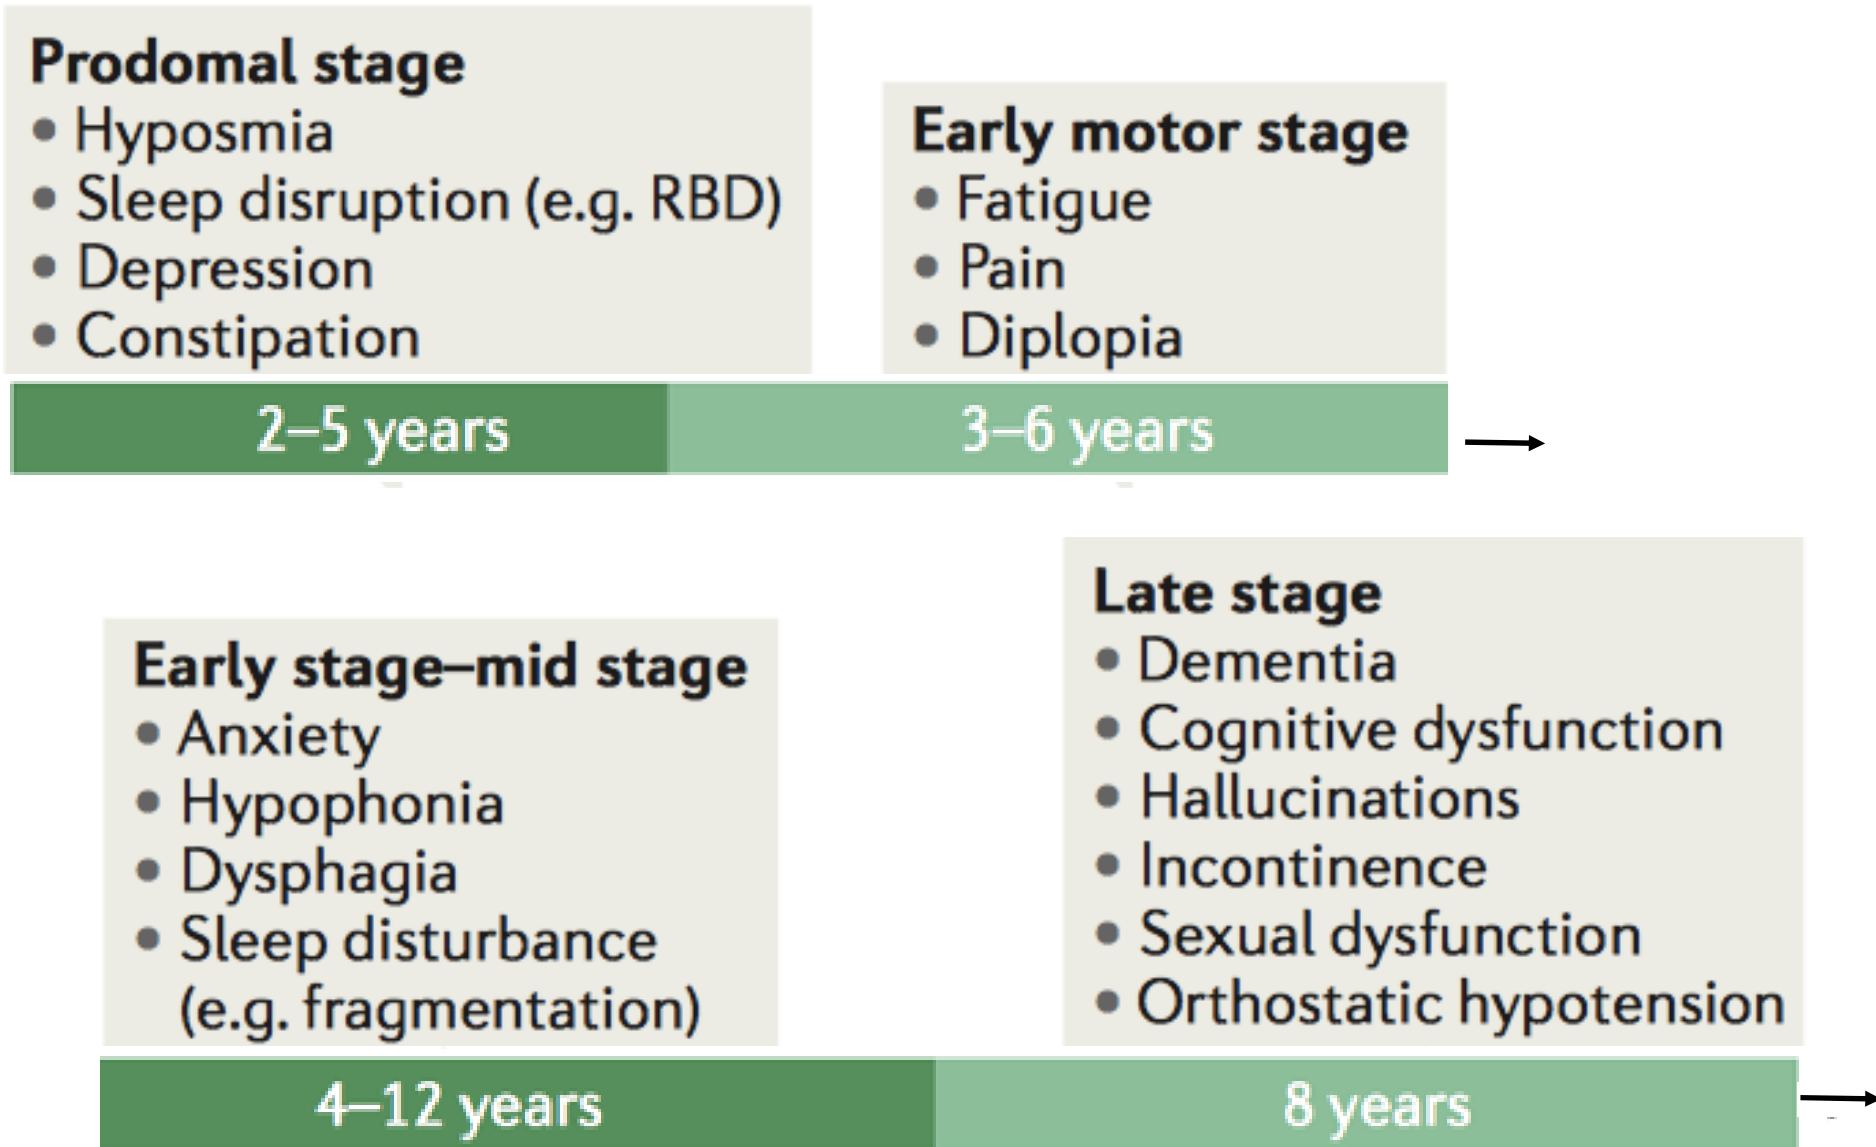 Prodomal stage
• Hyposmia
• Sleep disruption (e.g. RBD)
• Depression
• Constipation
2–5 years
Early motor stage
• Fatigue
• Pain
• Diplopia
3–6 years
Early stage–mid stage
• Anxiety
• Hypophonia
• Dysphagia
• Sleep disturbance
(e.g. fragmentation)
4–12 years
Late stage
• Dementia
• Cognitive dysfunction
• Hallucinations
• Incontinence
• Sexual dysfunction
• Orthostatic hypotension
8 years